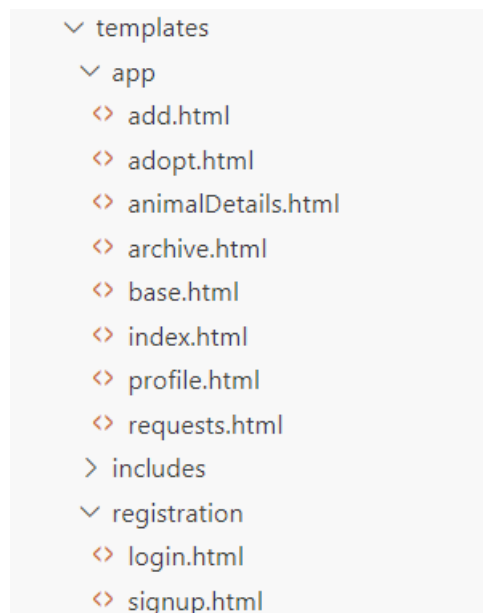 templates
app
add.html
adopt.html
animalDetails.html
archive.html
base.html
index.html
profile.html
requests.html
includes
registration
login.html
signup.html